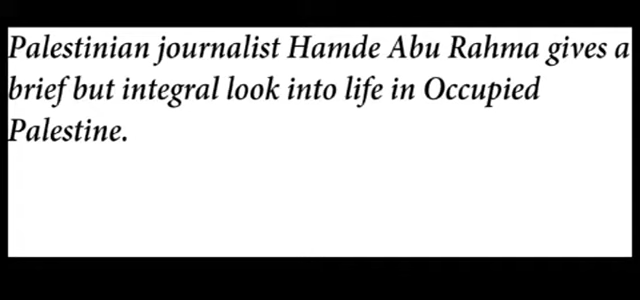 Palestinian journalist Hamde Abu Rahma gives a
brief but integral look into life in Occupied
Palestine.